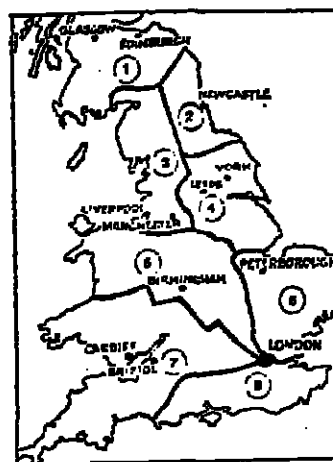 GLASGOW
EDINBURGH
1
2
NEWCASTLE
3
YORK
LEEDS
4
LIVERPOOL
MANCHESTER
PETERBOROUGH
5
BIRMINGHAM
6
LONDON
CARDIFF
7
BRISTOL
8